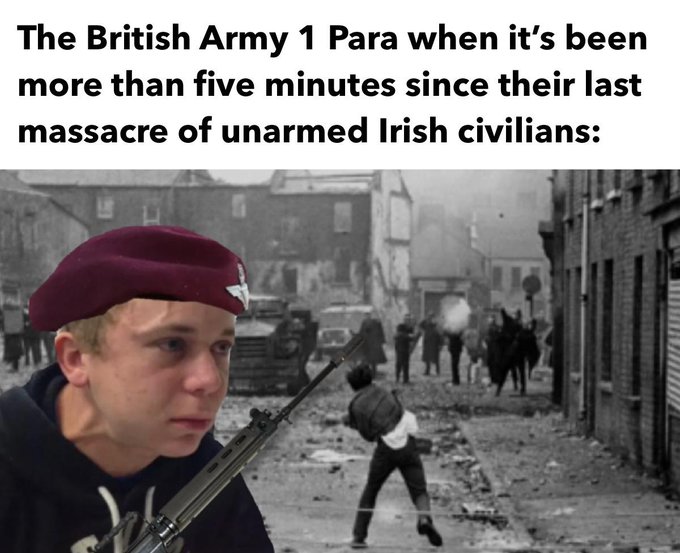 The British Army 1 Para when it’s been
more than five minutes since their last
massacre of unarmed Irish civilians: